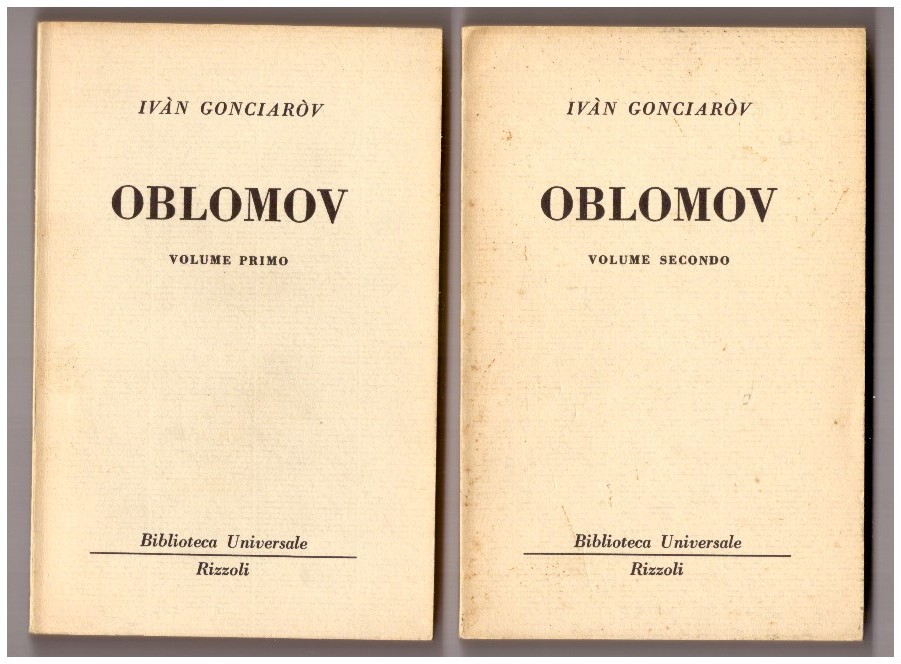 IVÀN GONCIARÒV
OBLOMOV
VOLUME PRIMO
Biblioteca Universale
Rizzoli
IVÀN GONCIARÒV
OBLOMOV
VOLUME SECONDO
Biblioteca Universale
Rizzoli